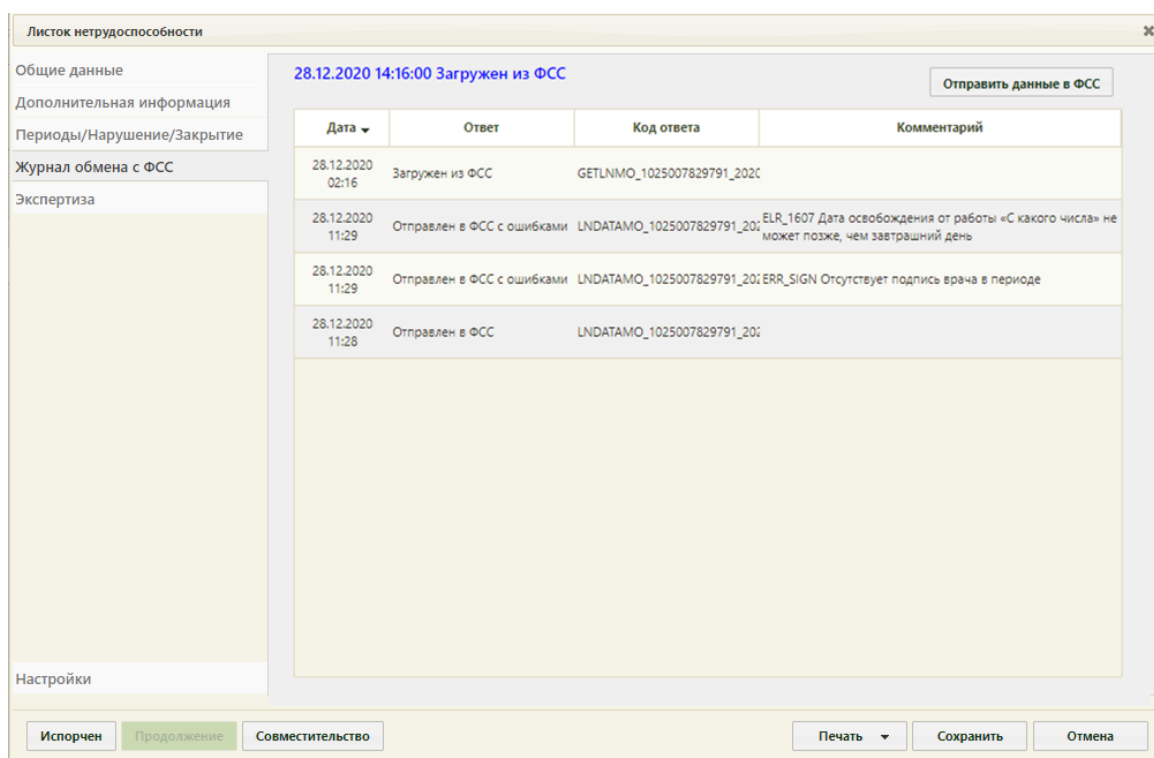 Листок нетрудоспособности
Общие данные
Дополнительная информация
Периоды/Нарушение/Закрытие
Журнал обмена с ФСС
Экспертиза
Настройки
28.12.2020 14:16:00 Загружен из ФСС
Отправить данные в ФСС
Дата Ответ Код ответа Комментарий
28.12.2020
02:16
Загружен из ФСС GETLNMO_1025007829791_2020
28.12.2020
11:29
Отправлен в ФСС с ошибками LNDATAMO_1025007829791_202
ELR_1607 Дата освобождения от работы «С какого числа» не
может позже, чем завтрашний день
28.12.2020
11:29
Отправлен в ФСС с ошибками LNDATAMO_1025007829791_202 ERR_SIGN Отсутствует подпись врача в периоде
28.12.2020
11:28
Отправлен в ФСС LNDATAMO_1025007829791_202
Испорчен Продолжение Совместительство Печать Сохранить Отмена